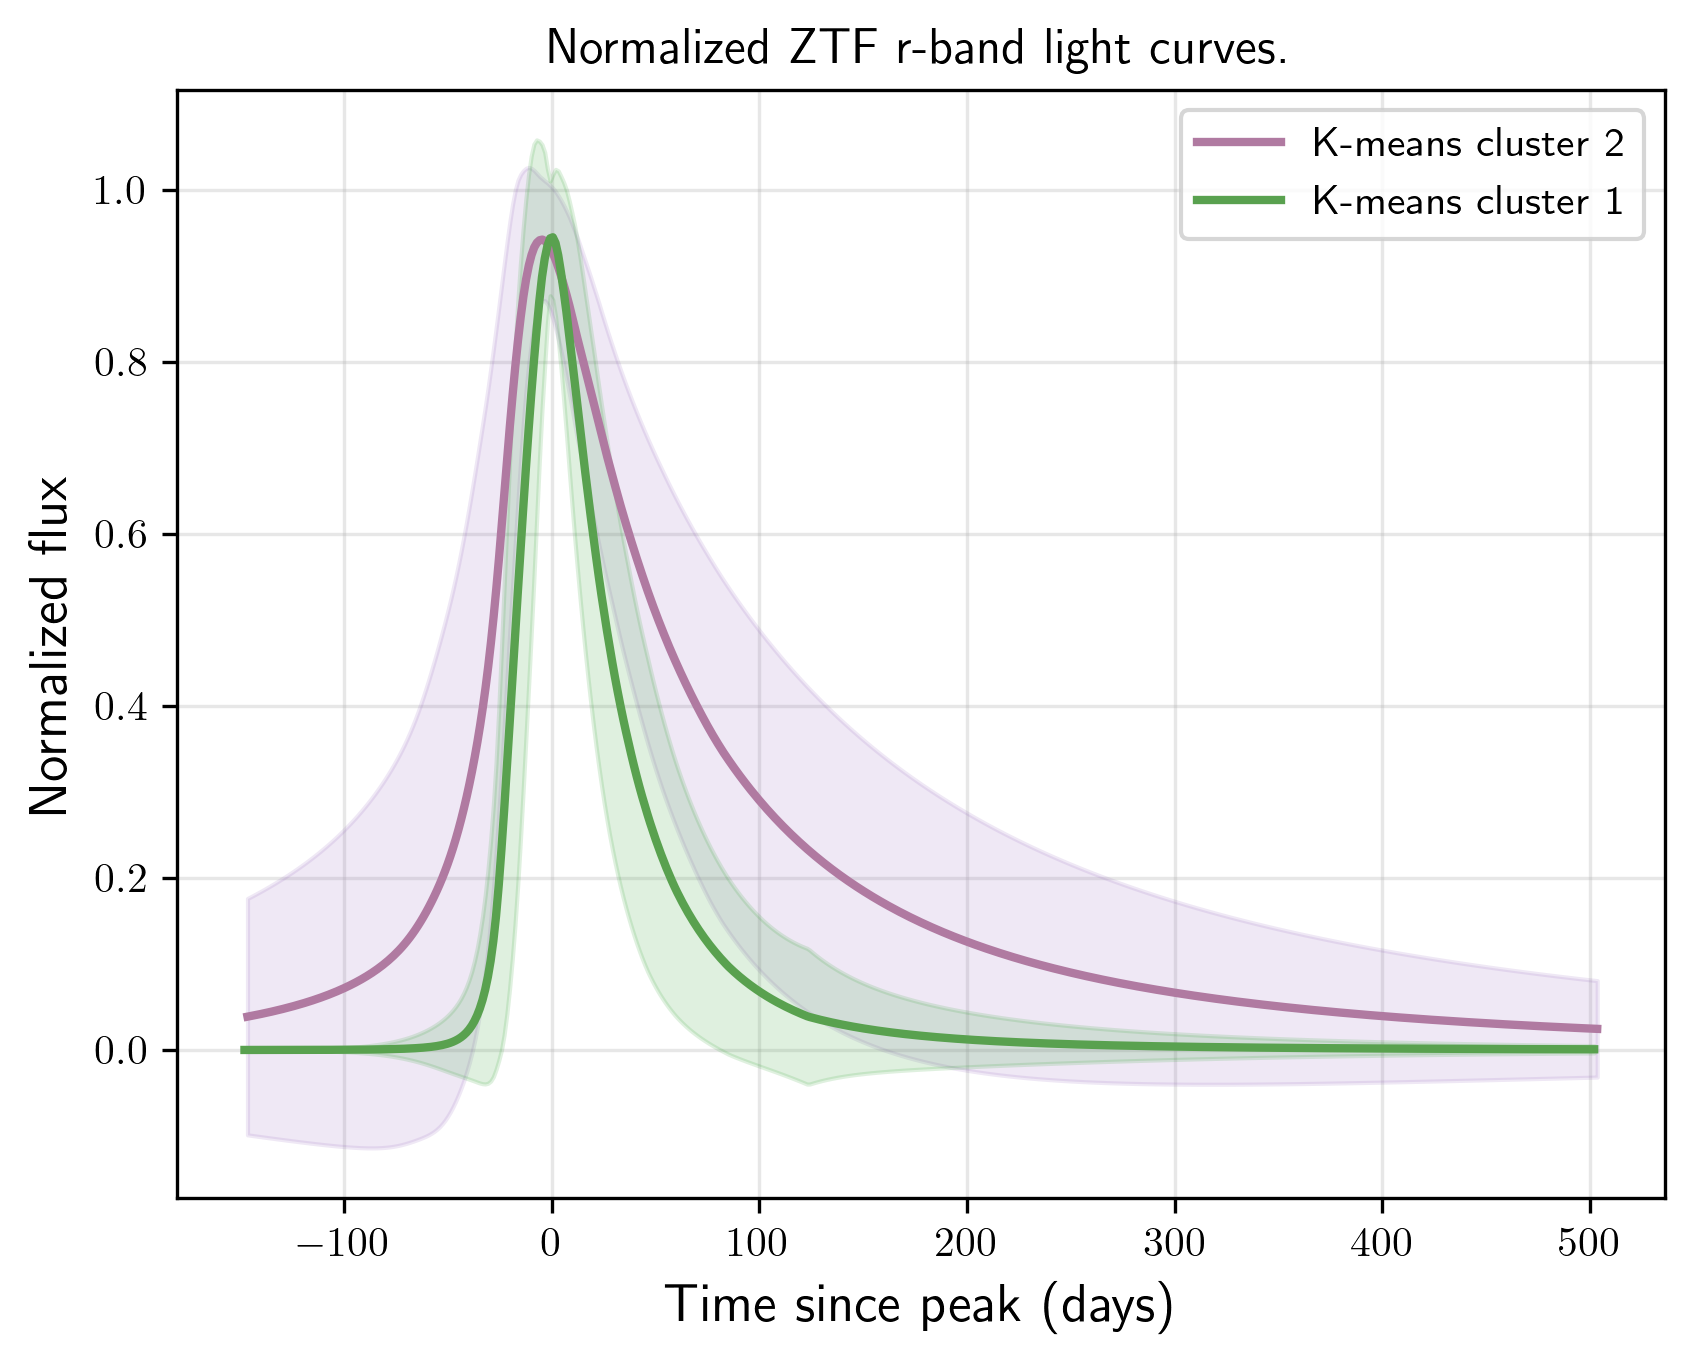 Normalized ZTF r-band light curves.
K-means cluster 2
K-means cluster 1
Normalized flux
1.0
0.8
0.6
0.4
0.2
0.0
−100
0
100
200
300
400
500
Time since peak (days)